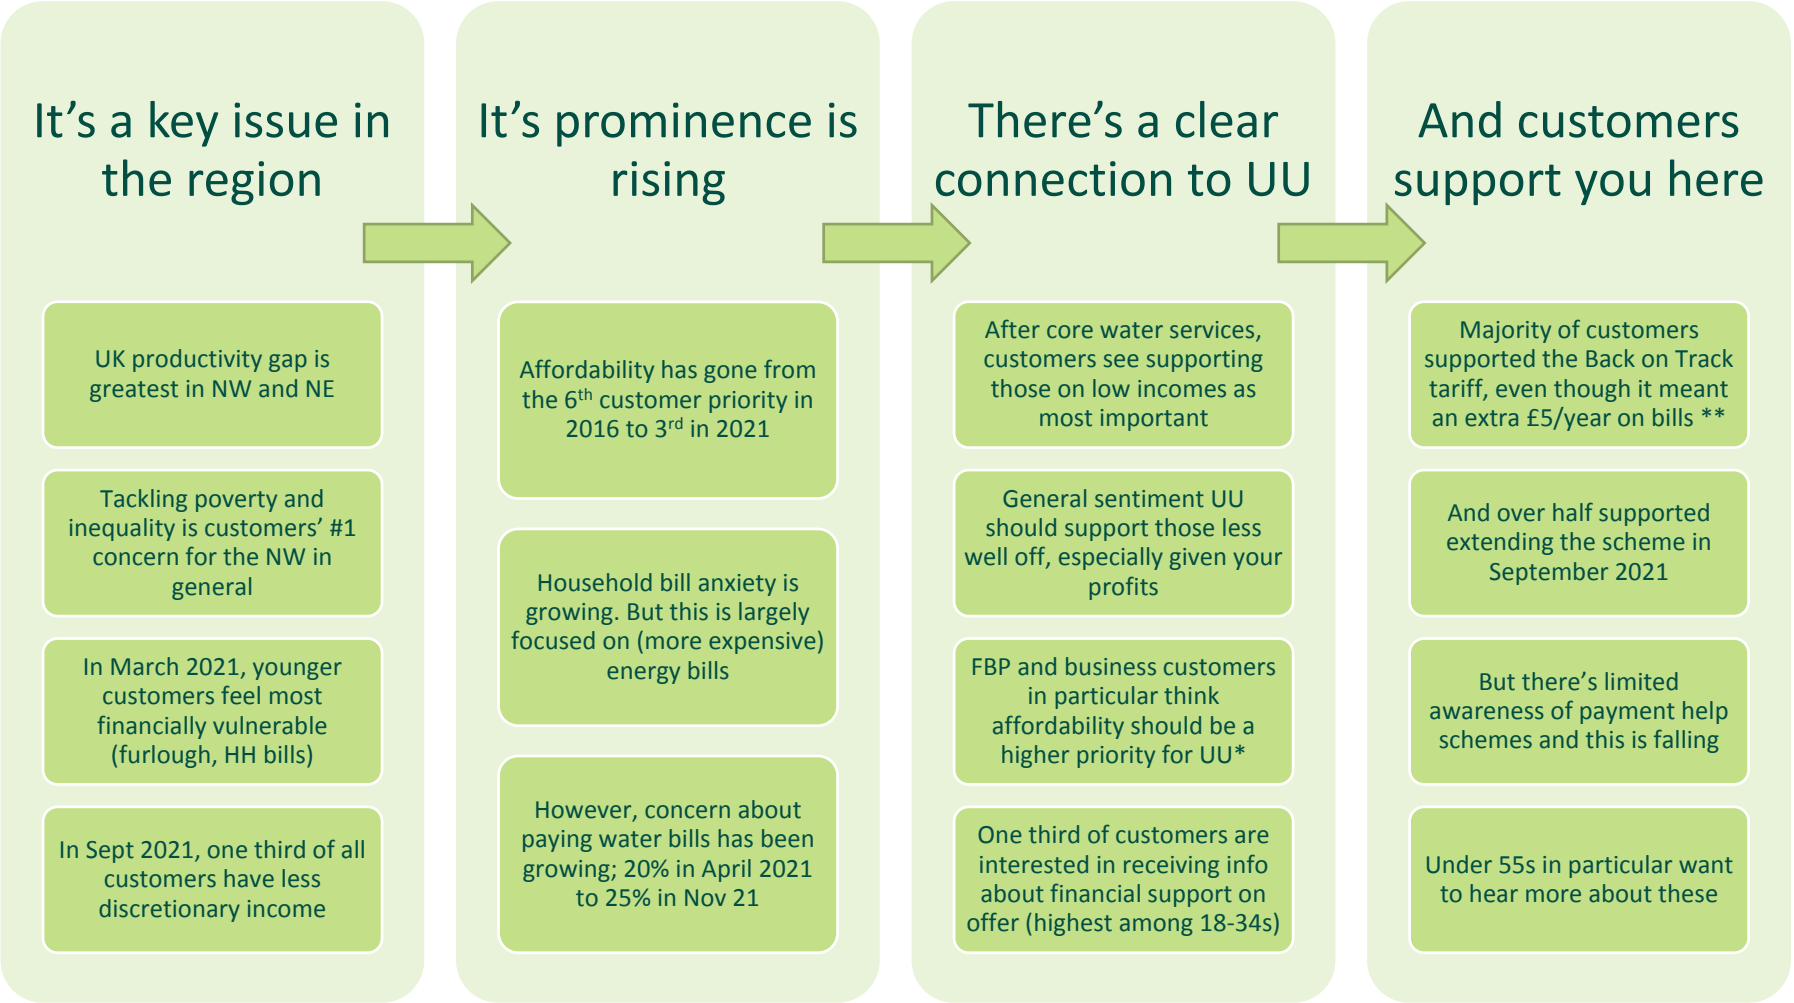 It’s a key issue in
the region
UK productivity gap is
greatest in NW and NE
Tackling poverty and
inequality is customers’ #1
concern for the NW in
general
In March 2021, younger
customers feel most
financially vulnerable
(furlough, HH bills)
In Sept 2021, one third of all
customers have less
discretionary income
It’s prominence is
rising
Affordability has gone from
the 6th customer priority in
2016 to 3rd in 2021
Household bill anxiety is
growing. But this is largely
focused on (more expensive)
energy bills
However, concern about
paying water bills has been
growing; 20% in April 2021
to 25% in Nov 21
There’s a clear
connection to UU
After core water services,
customers see supporting
those on low incomes as
most important
General sentiment UU
should support those less
well off, especially given your
profits
FBP and business customers
in particular think
affordability should be a
higher priority for UU*
One third of customers are
interested in receiving info
about financial support on
offer (highest among 18-34s)
And customers
support you here
Majority of customers
supported the Back on Track
tariff, even though it meant
an extra £5/year on bills **
And over half supported
extending the scheme in
September 2021
But there’s limited
awareness of payment help
schemes and this is falling
Under 55s in particular want
to hear more about these